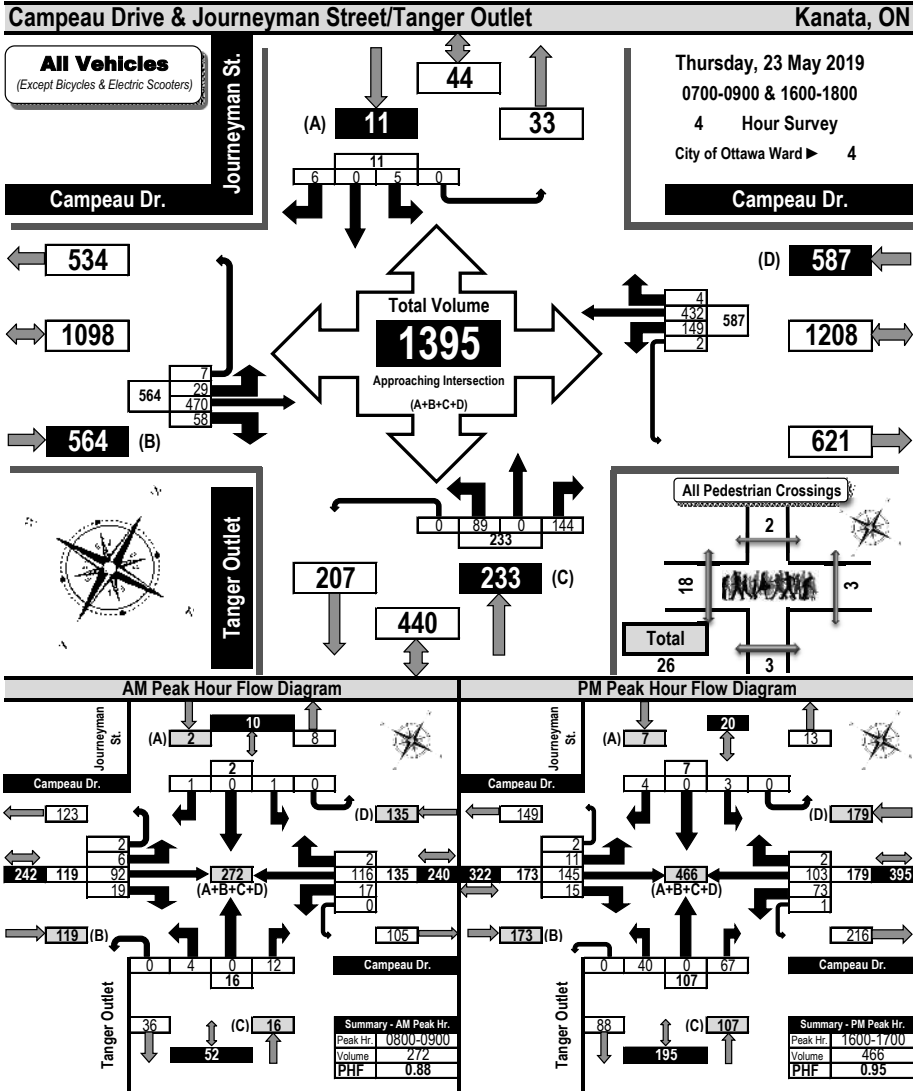 Campeau Drive & Journeyman Street/Tanger Outlet
Kanata, ON
All Vehicles
(Except Bicycles & Electric Scooters)
Journeyman St.
Campeau Dr.
44
(A) 11
33
11
6 0 5 0
Thursday, 23 May 2019
0700-0900 & 1600-1800
4 Hour Survey
City of Ottawa Ward ► 4
Campeau Dr.
534
1098
564
7
29
470
58
564 (B)
Total Volume
1395
Approaching Intersection
(A+B+C+D)
(D) 587
4
432
149
2
587
1208
621
Tanger Outlet
0 89 0 144
233
207
233 (C)
440
All Pedestrian Crossings
2
18
3
Total
26
3
AM Peak Hour Flow Diagram
Journeyman St.
10
(A) 2
8
2
1 0 1 0
Campeau Dr.
123
(D) 135
2
6
92
19
242 119
272
(A+B+C+D)
2
116
17
0
135 240
119 (B)
105
0 4 0 12
16
Campeau Dr.
Tanger Outlet
36
(C) 16
52
Summary - AM Peak Hr.
Peak Hr. 0800-0900
Volume 272
PHF 0.88
PM Peak Hour Flow Diagram
Journeyman St.
20
(A) 7
13
7
4 0 3 0
Campeau Dr.
149
(D) 179
2
11
145
15
322 173
466
(A+B+C+D)
2
103
73
1
179 395
173 (B)
216
0 40 0 67
107
Campeau Dr.
Tanger Outlet
88
(C) 107
195
Summary - PM Peak Hr.
Peak Hr. 1600-1700
Volume 466
PHF 0.95